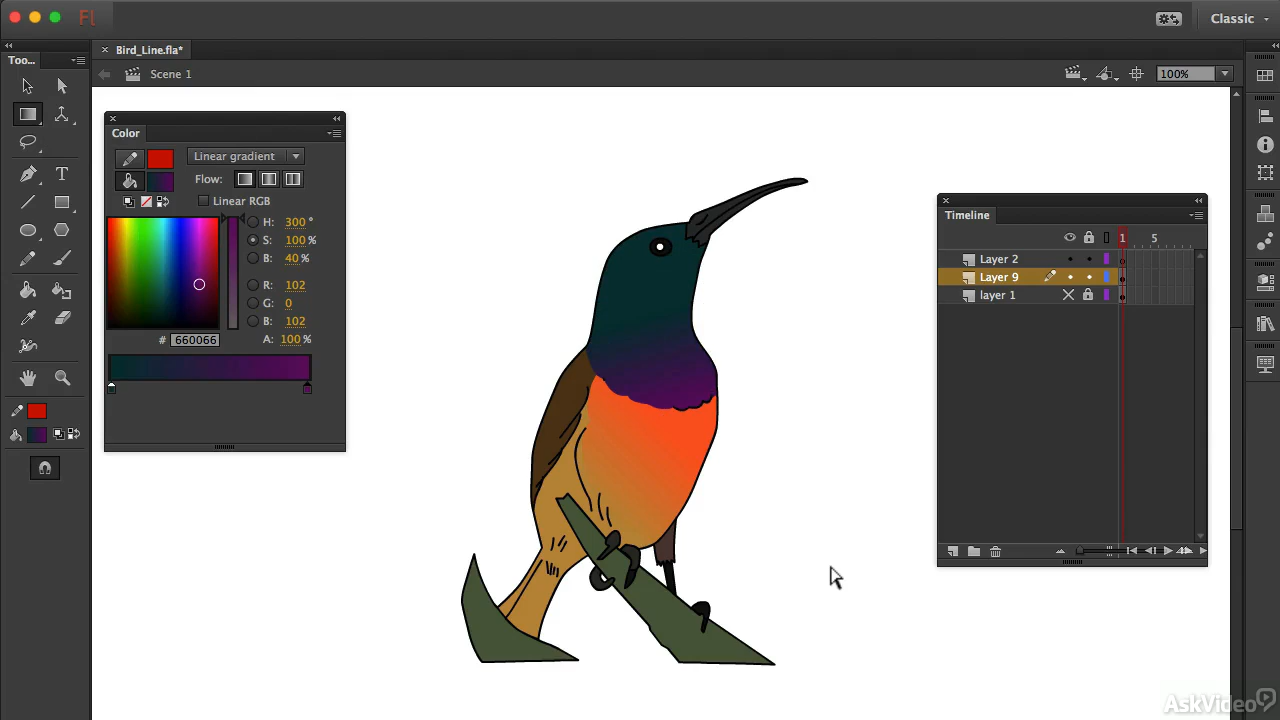 Fl
Classic
Too...
Bird_Line.fla*
Scene 1
100%
Color
Linear gradient
Flow:
Linear RGB
H: 300 °
S: 100 %
B: 40 %
R: 102
G: 0
B: 102
# 660066
A: 100 %
T
Timeline
1 5
Layer 2
Layer 9
layer 1
AskVideo